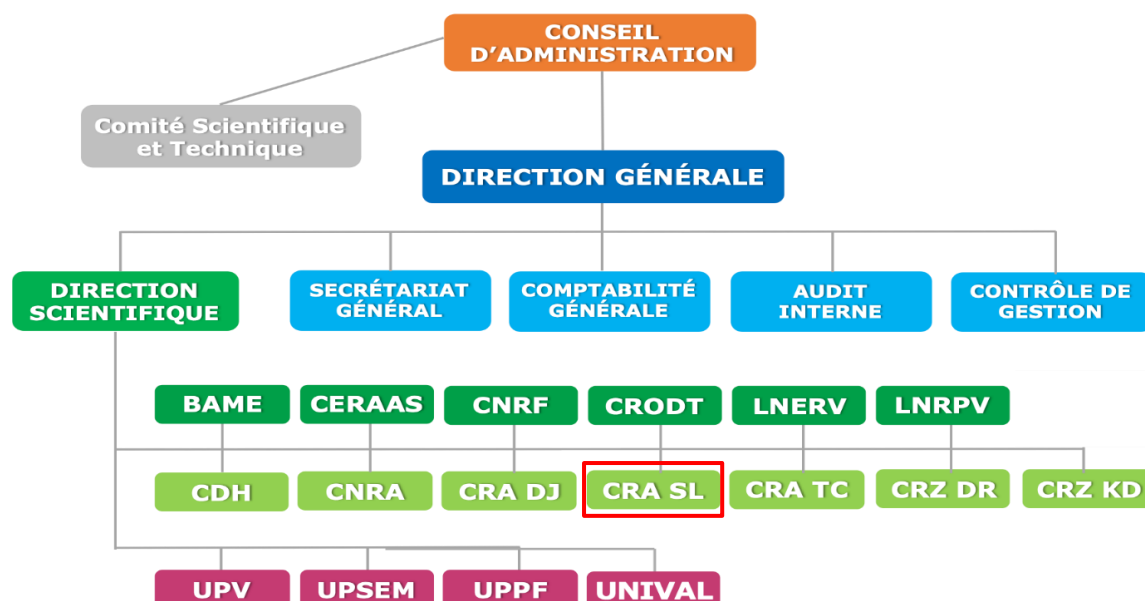 CONSEIL
D'ADMINISTRATION
Comité Scientifique
et Technique
DIRECTION GÉNÉRALE
DIRECTION
SCIENTIFIQUE
SECRÉTARIAT
GÉNÉRAL
COMPTABILITÉ
GÉNÉRALE
AUDIT
INTERNE
CONTRÔLE DE
GESTION
BAME
CERAAS
CNRF
CRODT
LNERV
LNRPV
CDH
CNRA
CRA DJ
CRA SL
CRA TC
CRZ DR
CRZ KD
UPV
UPSEM
UPPF
UNIVAL